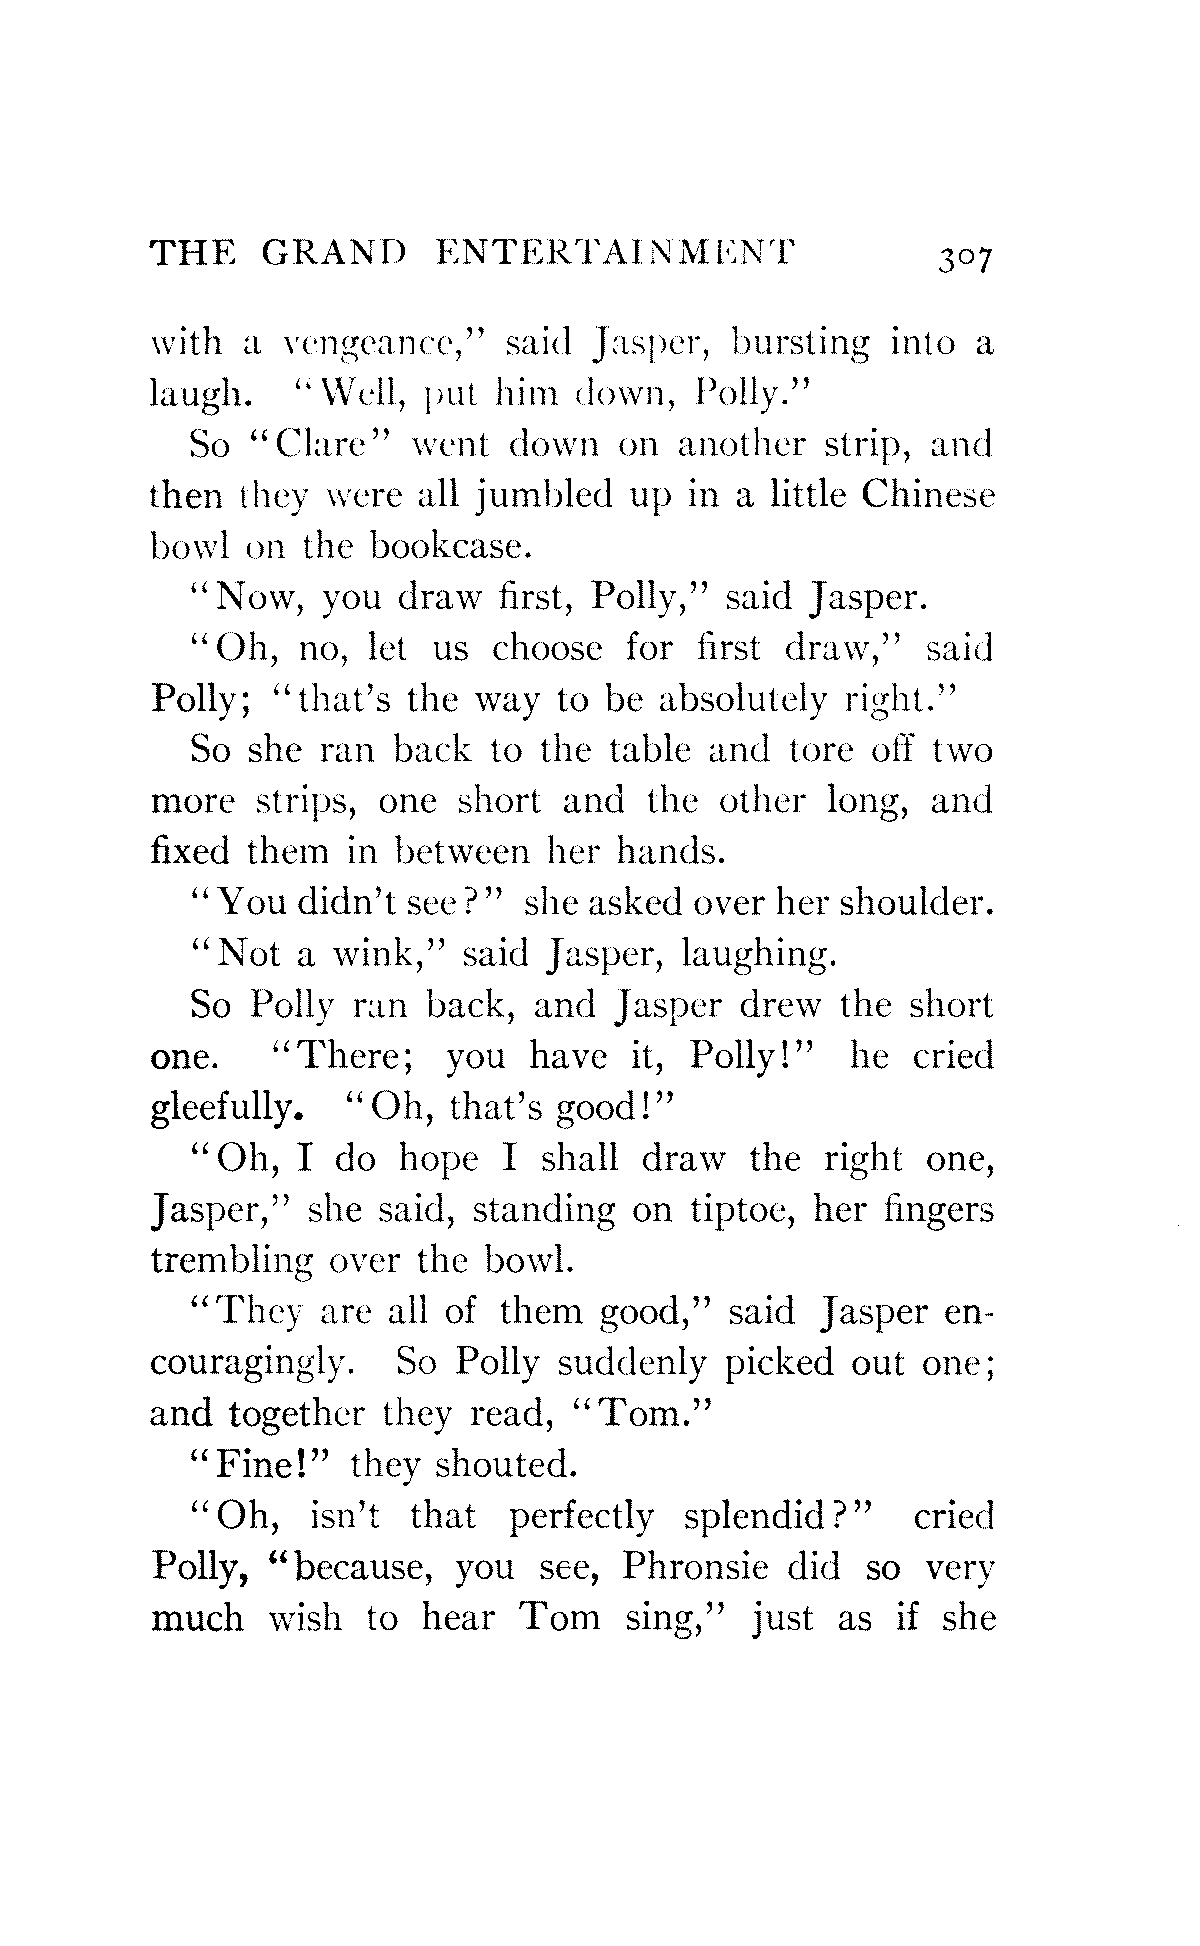 THE GRAND ENTERTAINMENT 307
with a vengeance," said Jasper, bursting into a
laugh. "Well, put him down, Polly."
So "Clare" went down on another strip, and
then they were all jumbled up in a little Chinese
bowl on the bookcase.
"Now, you draw first, Polly," said Jasper.
"Oh, no, let us choose for first draw," said
Polly; "that's the way to be absolutely right."
So she ran back to the table and tore off two
more strips, one short and the other long, and
fixed them in between her hands.
"You didn't see?" she asked over her shoulder.
"Not a wink," said Jasper, laughing.
So Polly ran back, and Jasper drew the short
one. "There; you have it, Polly!" he cried
gleefully. "Oh, that's good!"
"Oh, I do hope I shall draw the right one,
Jasper," she said, standing on tiptoe, her fingers
trembling over the bowl.
"They are all of them good," said Jasper en-
couragingly. So Polly suddenly picked out one;
and together they read, "Tom."
"Fine!" they shouted.
"Oh, isn't that perfectly splendid?" cried
Polly, "because, you see, Phronsie did so very
much wish to hear Tom sing," just as if she